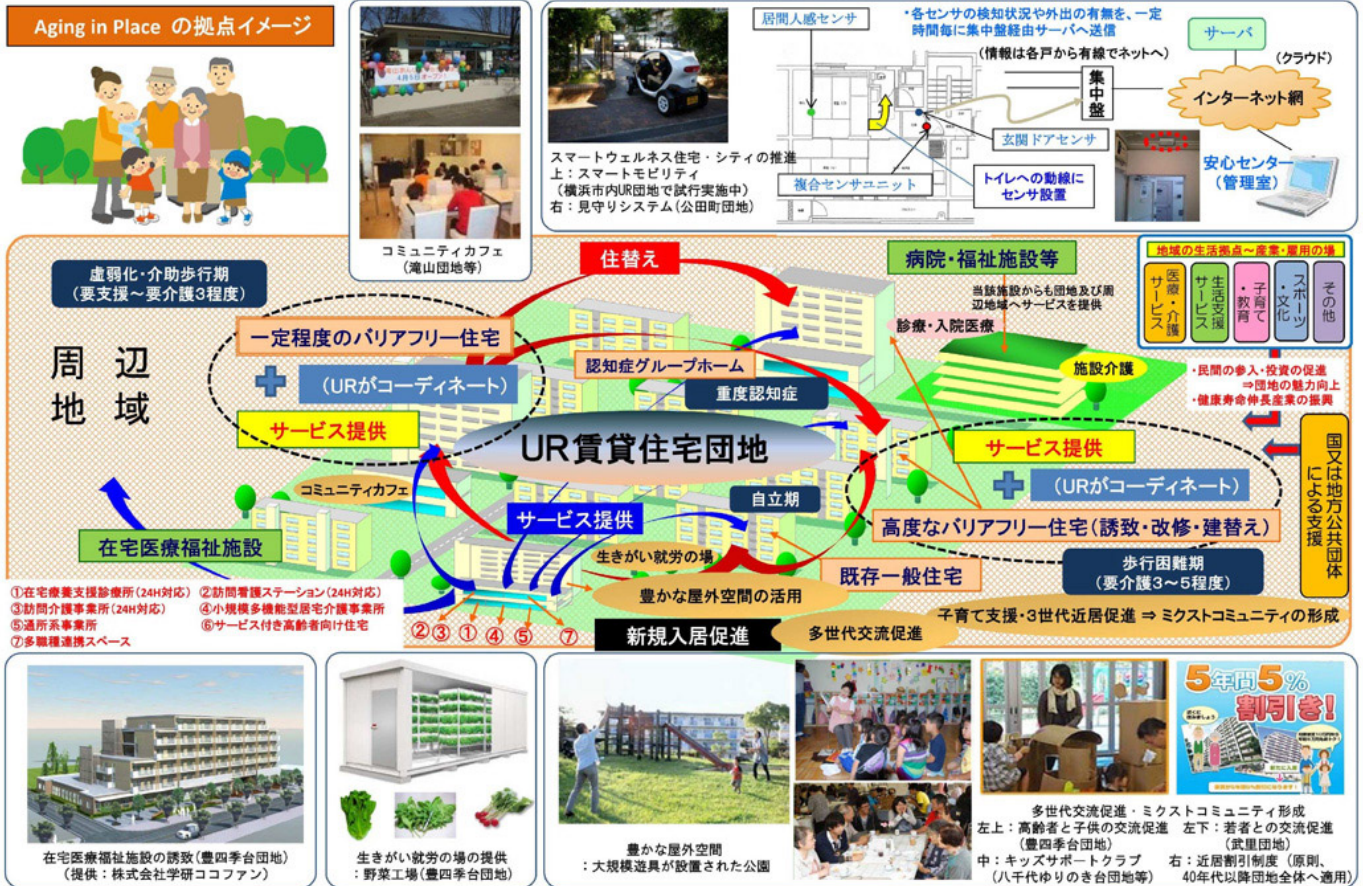 Aging in Place の拠点イメージ
コミュニティカフェ
(滝山団地等)
スマートウェルネス住宅・シティの推進
上：スマートモビリティ
(横浜市内UR団地で試行実施中)
右：見守りシステム(公田町団地)
居間人感センサ
・各センサの検知状況や外出の有無を、一定
時間毎に集中盤経由サーバへ送信
(情報は各戸から有線でネットへ)
集中盤
サーバ
(クラウド)
インターネット網
玄関ドアセンサ
複合センサユニット
トイレへの動線に
センサ設置
安心センター
(管理室)
虚弱化・介助歩行期
(要支援～要介護3程度)
周辺
地域
一定程度のバリアフリー住宅
(URがコーディネート)
サービス提供
住替え
病院・福祉施設等
当該施設からも団地及び周
辺地域へサービスを提供
診療・入院医療
施設介護
認知症グループホーム
重度認知症
地域の生活拠点～産業・雇用の場
医療・介護
サービス
生活支援
サービス
子育て
・教育
スポーツ
・文化
その他
・民間の参入・投資の促進
⇒団地の魅力向上
・健康寿命伸長産業の振興
国又は地方公共団体
による支援
UR賃貸住宅団地
サービス提供
(URがコーディネート)
高度なバリアフリー住宅(誘致・改修・建替え)
歩行困難期
(要介護3～5程度)
コミュニティカフェ
自立期
サービス提供
在宅医療福祉施設
生きがい就労の場
既存一般住宅
豊かな屋外空間の活用
①在宅療養支援診療所(24H対応) ②訪問看護ステーション(24H対応)
③訪問介護事業所(24H対応) ④小規模多機能型居宅介護事業所
⑤通所系事業所 ⑥サービス付き高齢者向け住宅
⑦多職種連携スペース
②③ ① ④ ⑤ ⑦
新規入居促進
多世代交流促進
子育て支援・3世代近居促進 ⇒ ミクストコミュニティの形成
在宅医療福祉施設の誘致(豊四季台団地)
(提供：株式会社学研ココファン)
生きがい就労の場の提供
：野菜工場(豊四季台団地)
豊かな屋外空間
：大規模遊具が設置された公園
5年間5%
割引き!
多世代交流促進・ミクストコミュニティ形成
左上：高齢者と子供の交流促進
(豊四季台団地)
中：キッズサポートクラブ
(八千代ゆりのき台団地等)
左下：若者との交流促進
(武里団地)
右：近居割引制度 (原則、
40年代以降団地全体へ適用)